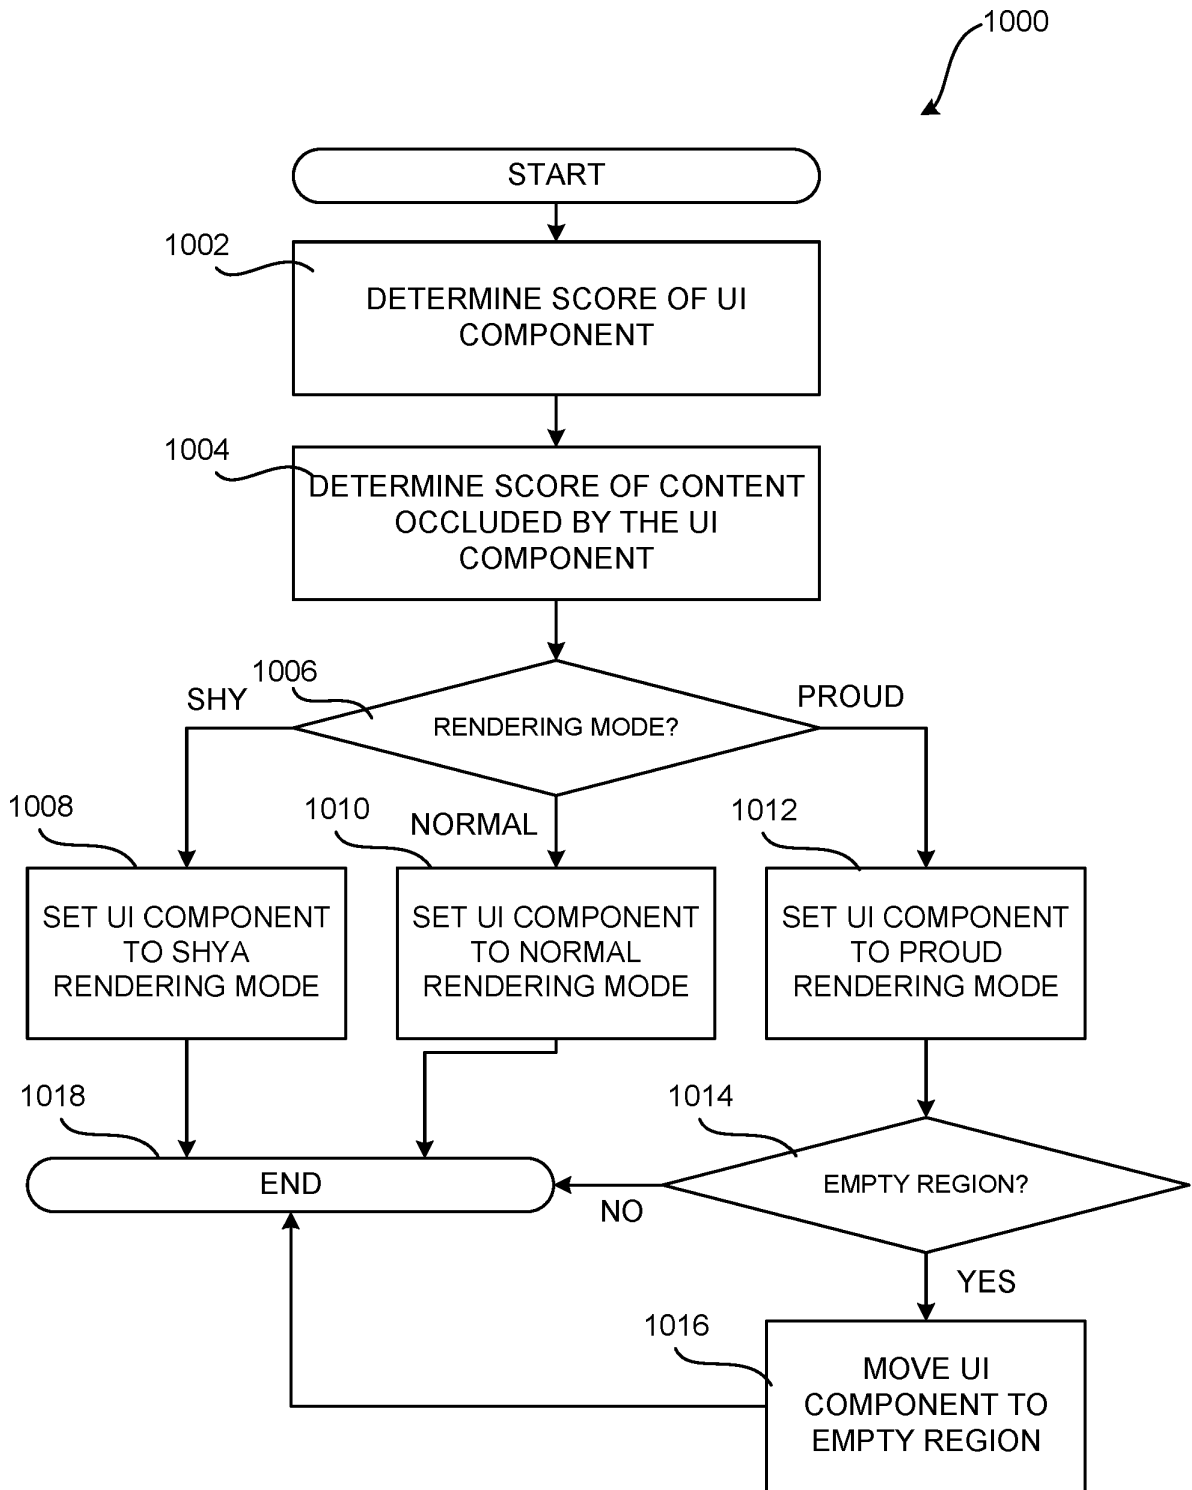 1000
START
1002
DETERMINE SCORE OF UI
COMPONENT
1004
DETERMINE SCORE OF CONTENT
OCCLUDED BY THE UI
COMPONENT
1006
SHY
PROUD
RENDERING MODE?
1008
1010
NORMAL
1012
SET UI COMPONENT
TO SHYA
RENDERING MODE
SET UI COMPONENT
TO NORMAL
RENDERING MODE
SET UI COMPONENT
TO PROUD
RENDERING MODE
1018
1014
END
EMPTY REGION?
NO
YES
1016
MOVE UI
COMPONENT TO
EMPTY REGION